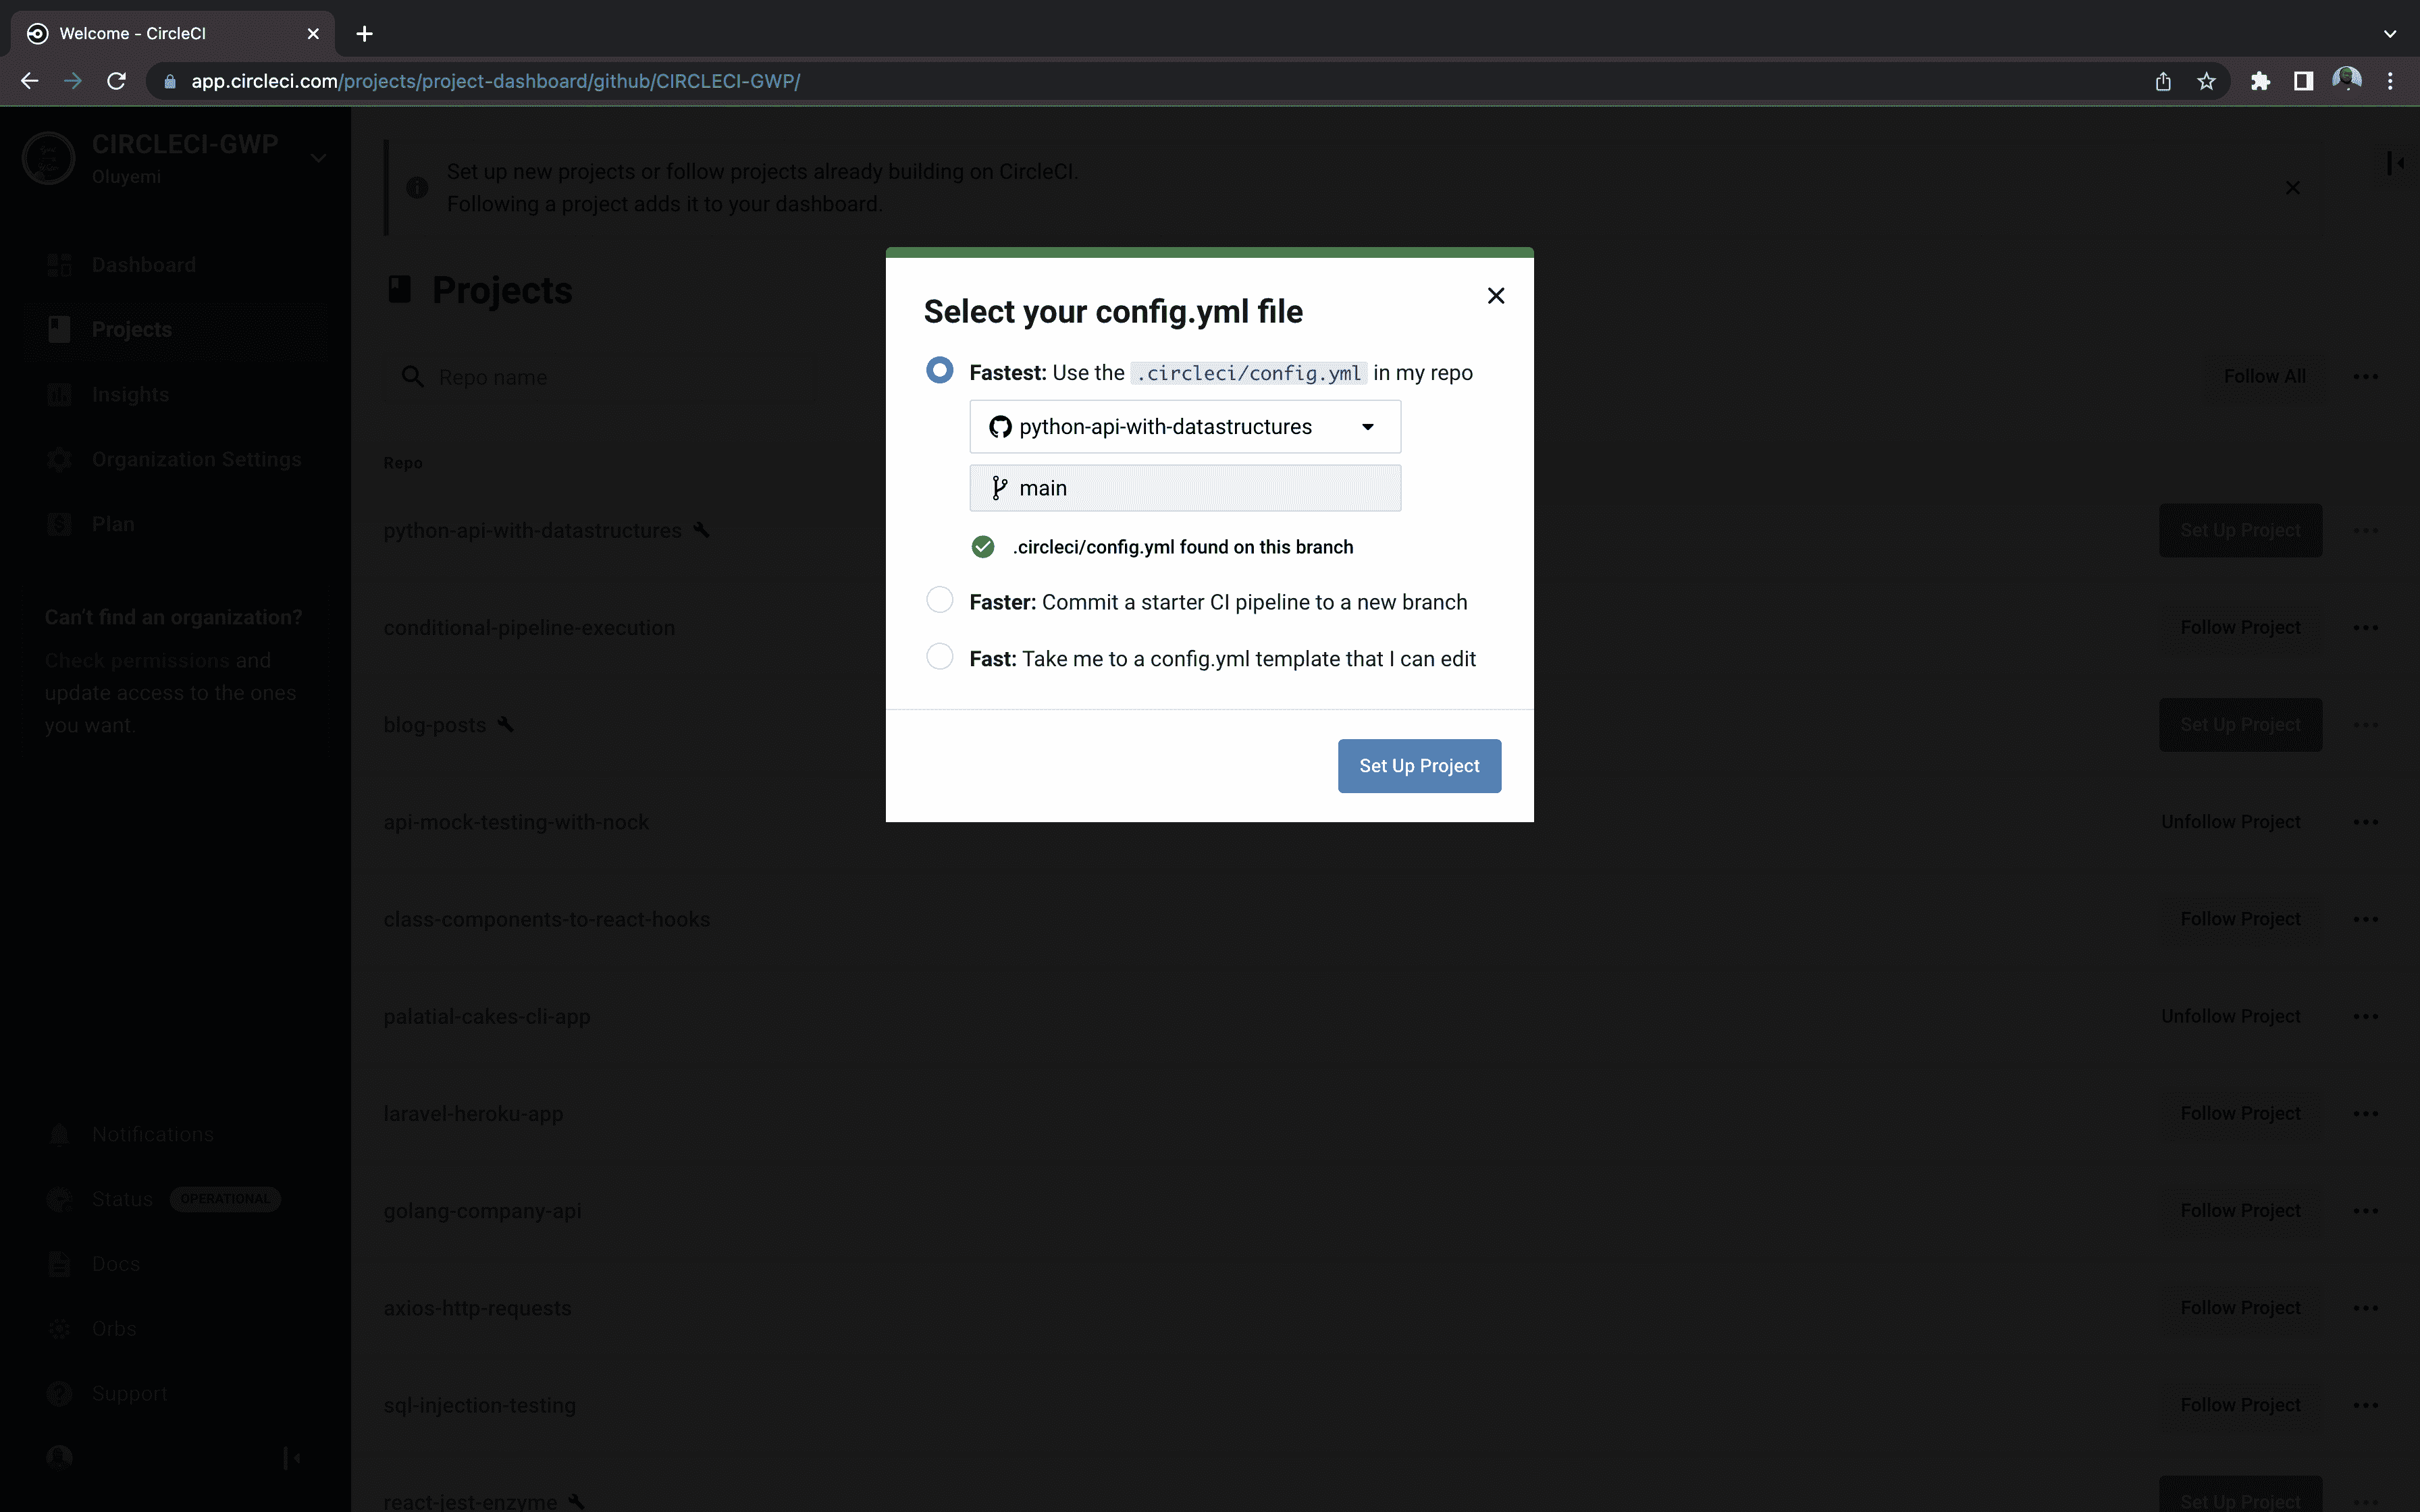 Welcome - CircleCI
app.circleci.com/projects/project-dashboard/github/CIRCLECI-GWP/
CIRCLECI-GWP
Oluyemi
Dashboard
Projects
Insights
Organization Settings
Plan
Can't find an organization?
Check permissions and
update access to the ones
you want.
Notifications
Status OPERATIONAL
Docs
Orbs
Support
Set up new projects or follow projects already building on CircleCI.
Following a project adds it to your dashboard.
Projects
Repo name
Follow All
Repo
python-api-with-datastructures Set Up Project
conditional-pipeline-execution Follow Project
blog-posts Set Up Project
api-mock-testing-with-nock Unfollow Project
class-components-to-react-hooks Follow Project
palatial-cakes-cli-app Unfollow Project
laravel-heroku-app Follow Project
golang-company-api Follow Project
axios-http-requests Follow Project
sql-injection-testing Follow Project
react-jest-enzyme Set Up Project
Select your config.yml file
Fastest: Use the .circleci/config.yml in my repo
python-api-with-datastructures
main
.circleci/config.yml found on this branch
Faster: Commit a starter CI pipeline to a new branch
Fast: Take me to a config.yml template that I can edit
Set Up Project